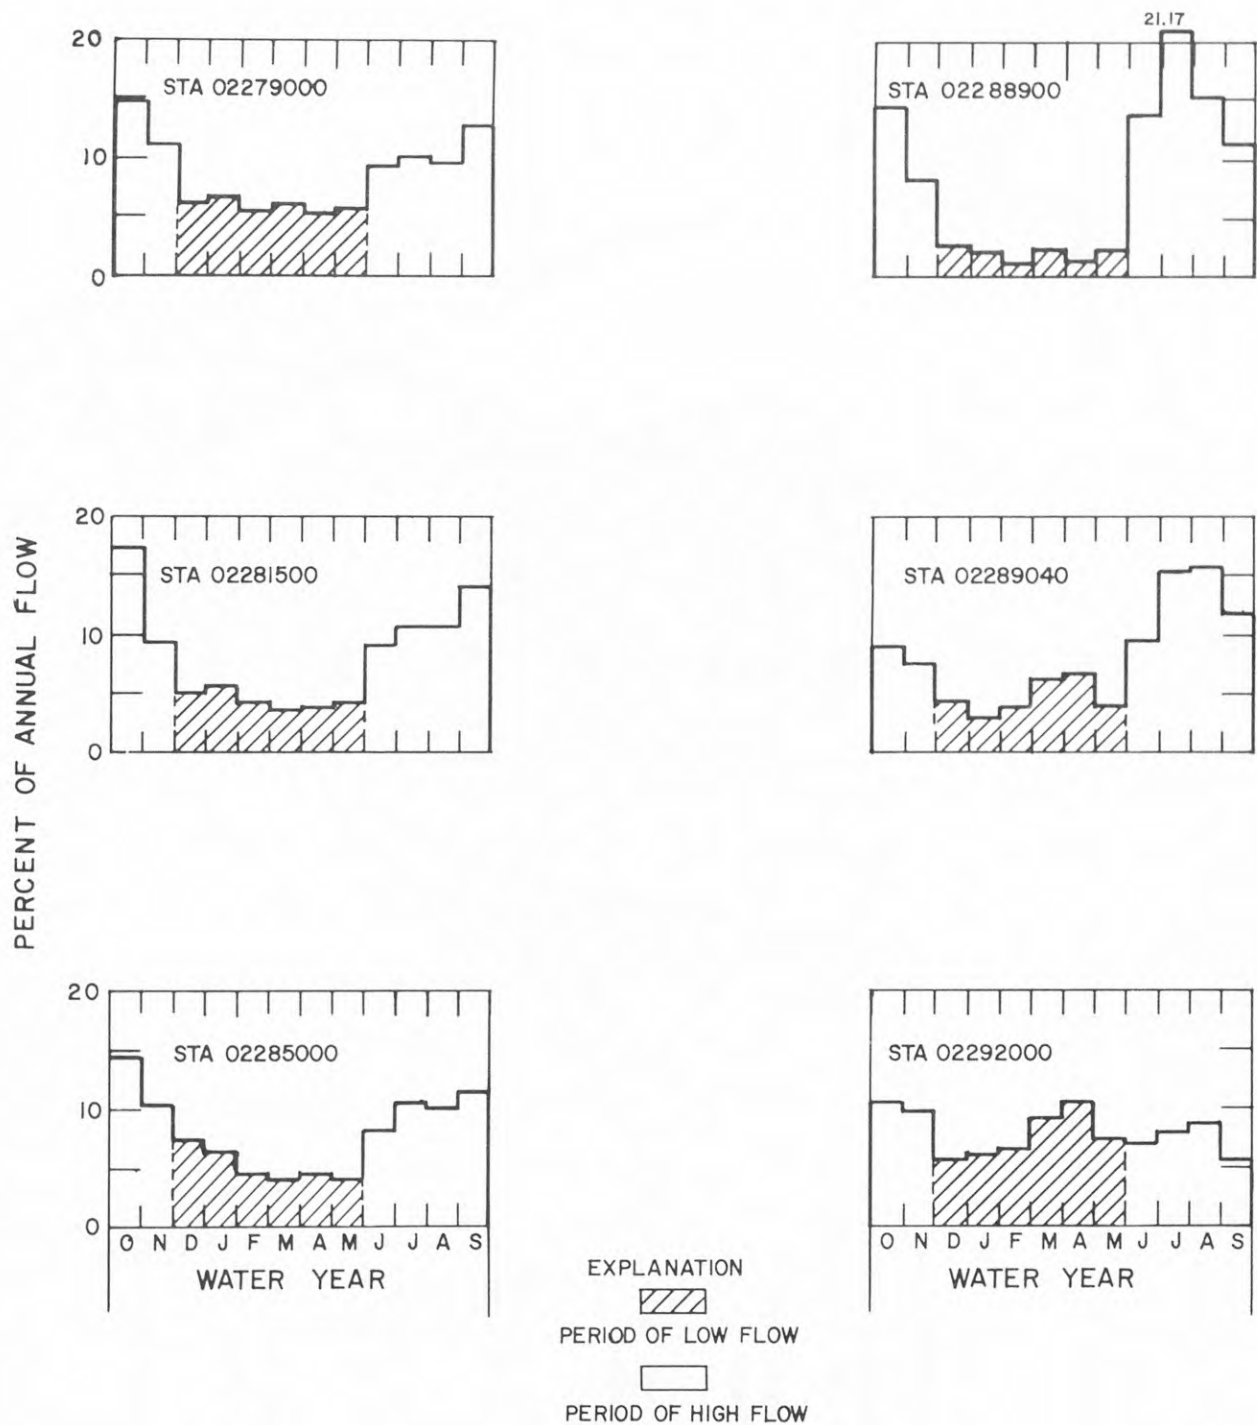 21.17
20
STA 02279000
10
0
STA 02288900
PERCENT OF ANNUAL FLOW
20
STA 02281500
10
0
STA 02289040
20
STA 02285000
10
0
O N D J F M A M J J A S
WATER YEAR
STA 02292000
O N D J F M A M J J A S
WATER YEAR
EXPLANATION
PERIOD OF LOW FLOW
PERIOD OF HIGH FLOW